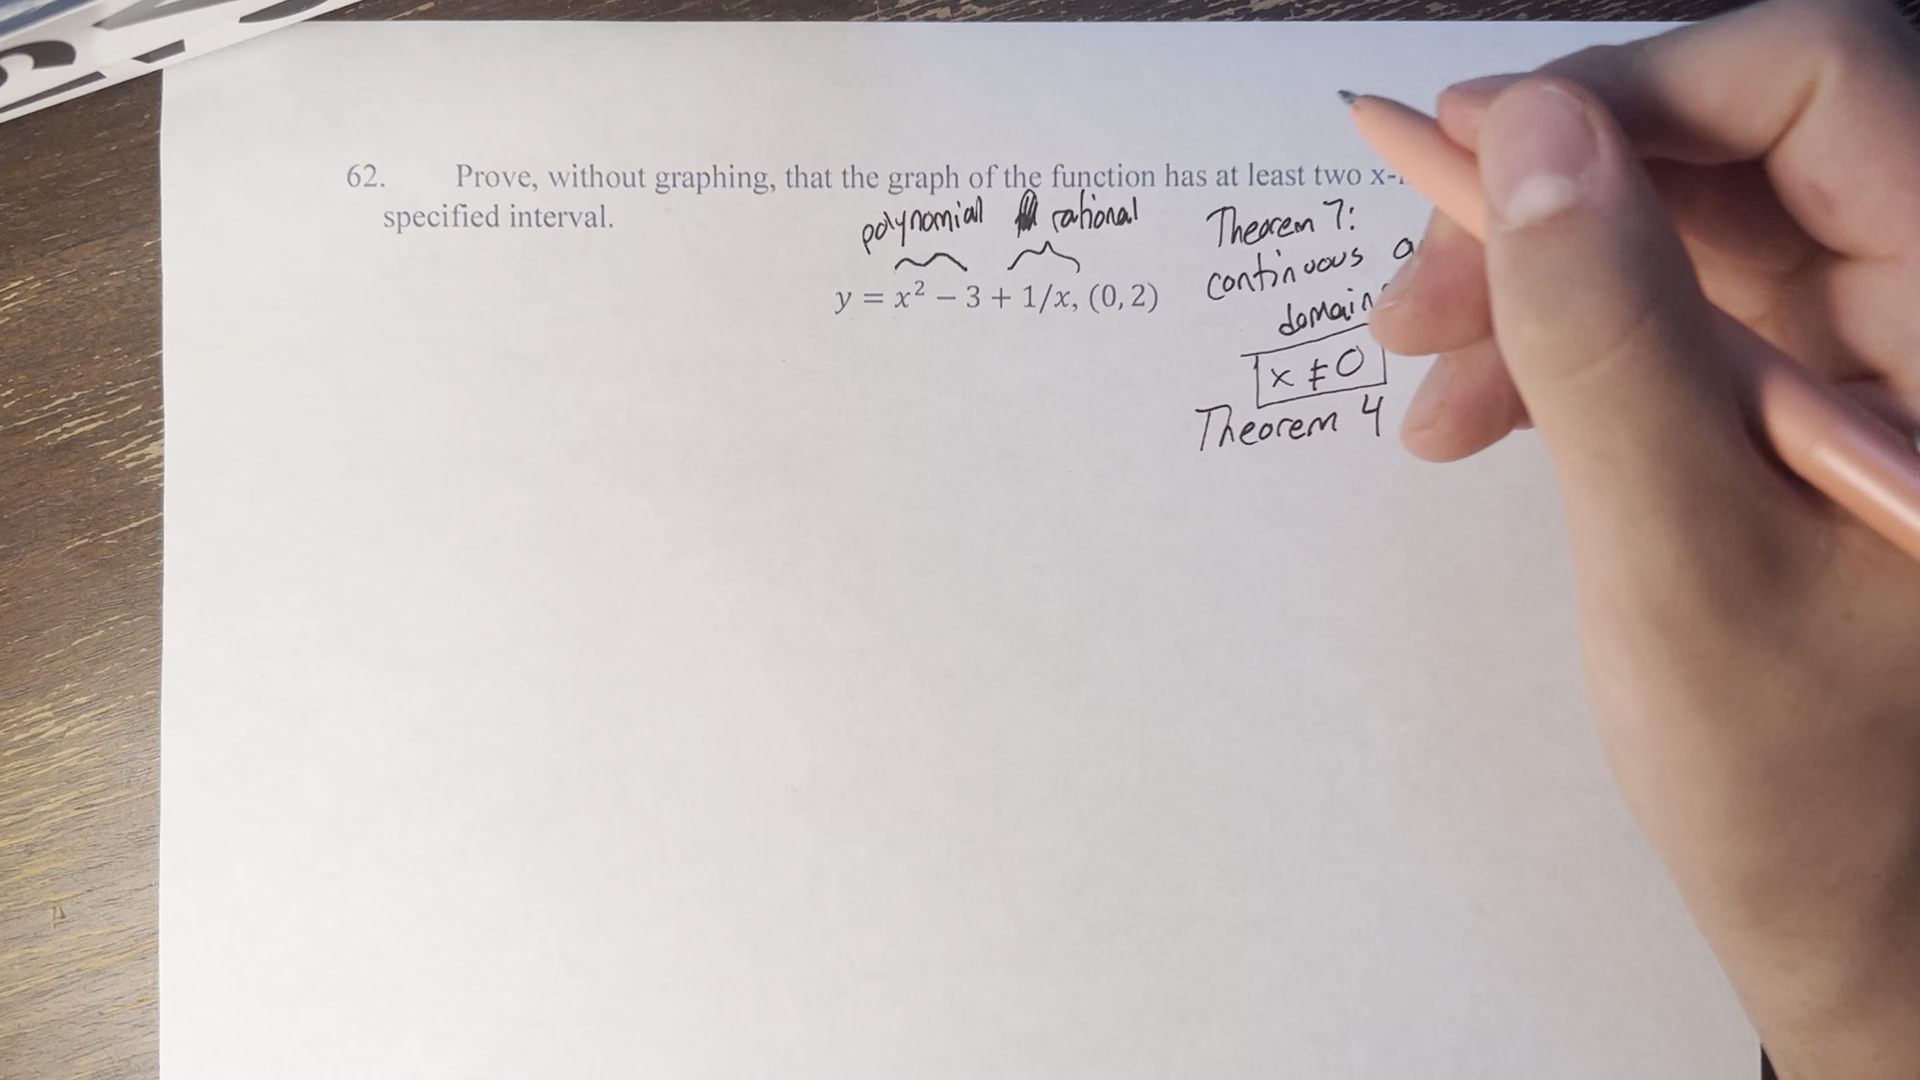 62. Prove, without graphing, that the graph of the function has at least two x-
specified interval.
polynomial rational
y = x² − 3 + 1/x, (0, 2)
Theorem 7:
continuous
domain
x ≠ 0
Theorem 4